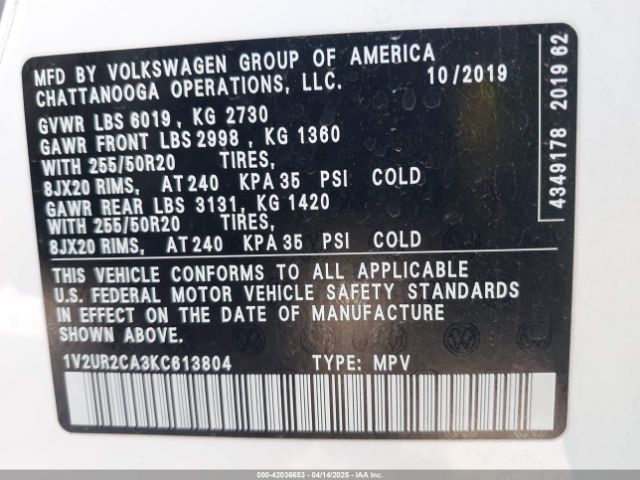 MFD BY VOLKSWAGEN GROUP OF AMERICA
CHATTANOOGA OPERATIONS, LLC. 10/2019
GVWR LBS 6019, KG 2730
GAWR FRONT LBS 2998, KG 1360
WITH 255/50R20 TIRES,
8JX20 RIMS, AT 240 KPA 35 PSI COLD
GAWR REAR LBS 3131, KG 1420
WITH 255/50R20 TIRES,
8JX20 RIMS, AT 240 KPA 35 PSI COLD
THIS VEHICLE CONFORMS TO ALL APPLICABLE
U.S. FEDERAL MOTOR VEHICLE SAFETY STANDARDS
IN EFFECT ON THE DATE OF MANUFACTURE
SHOWN ABOVE.
1V2UR2CA3KC613804 TYPE: MPV
4349178 2019 62
000-42036653 - 04/14/2025 - IAAI.COM